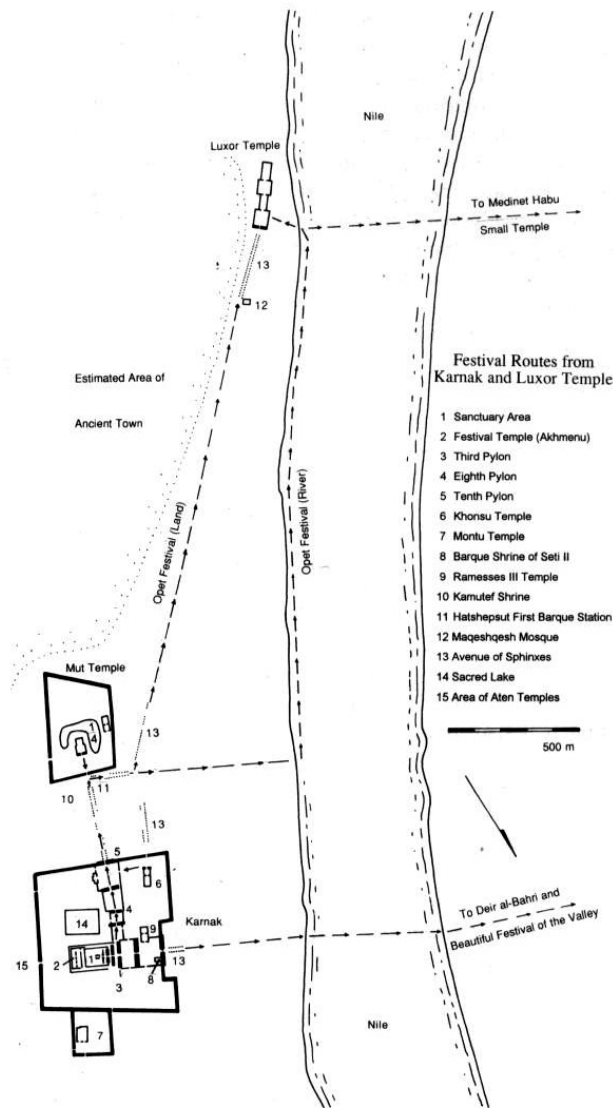 Nile
Luxor Temple
To Medinet Habu
Small Temple
13
12
Estimated Area of
Ancient Town
Festival Routes from
Karnak and Luxor Temple
1 Sanctuary Area
2 Festival Temple (Akhmenu)
3 Third Pylon
4 Eighth Pylon
5 Tenth Pylon
6 Khonsu Temple
7 Montu Temple
8 Barque Shrine of Seti II
9 Ramesses III Temple
10 Kamutef Shrine
11 Hatshepsut First Barque Station
12 Maqeshqesh Mosque
13 Avenue of Sphinxes
14 Sacred Lake
15 Area of Aten Temples
500 m
Opet Festival (Land)
Opet Festival (River)
Mut Temple
1
4
13
11
10
13
5
6
4
14
Karnak
9
To Deir al-Bahri and
Beautiful Festival of the Valley
15
2
1
3
8
13
7
Nile